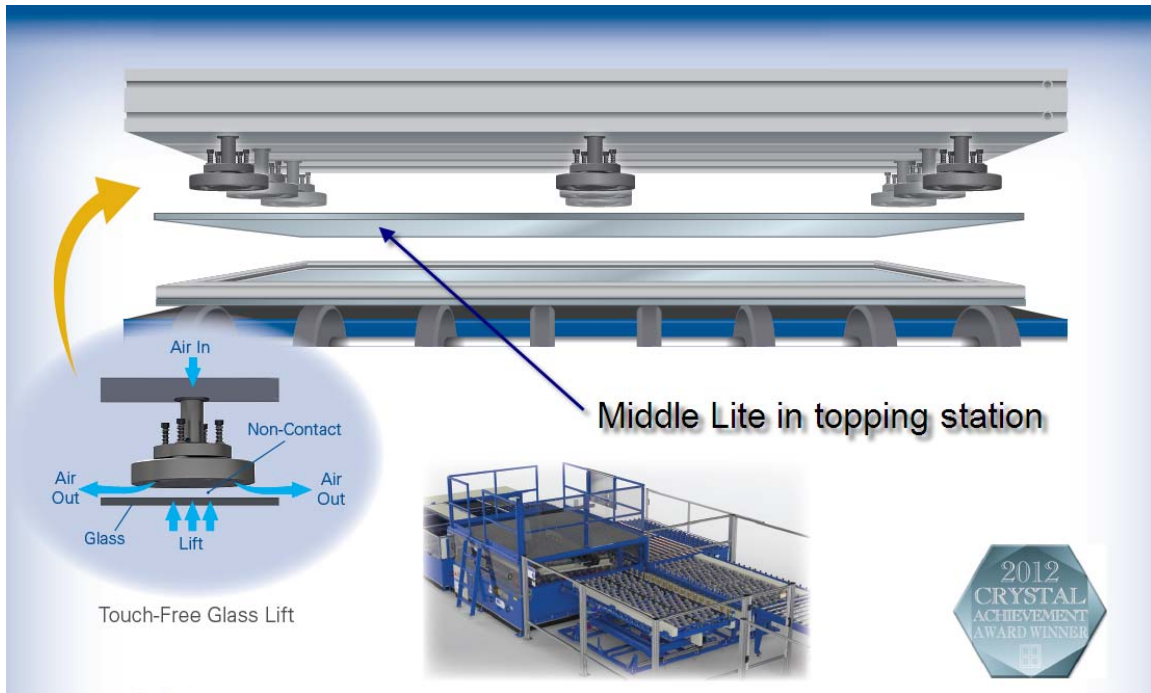 Air In
Non-Contact
Air
Out
Air
Out
Glass
Lift
Touch-Free Glass Lift
Middle Lite in topping station
2012
CRYSTAL
ACHIEVEMENT
AWARD WINNER